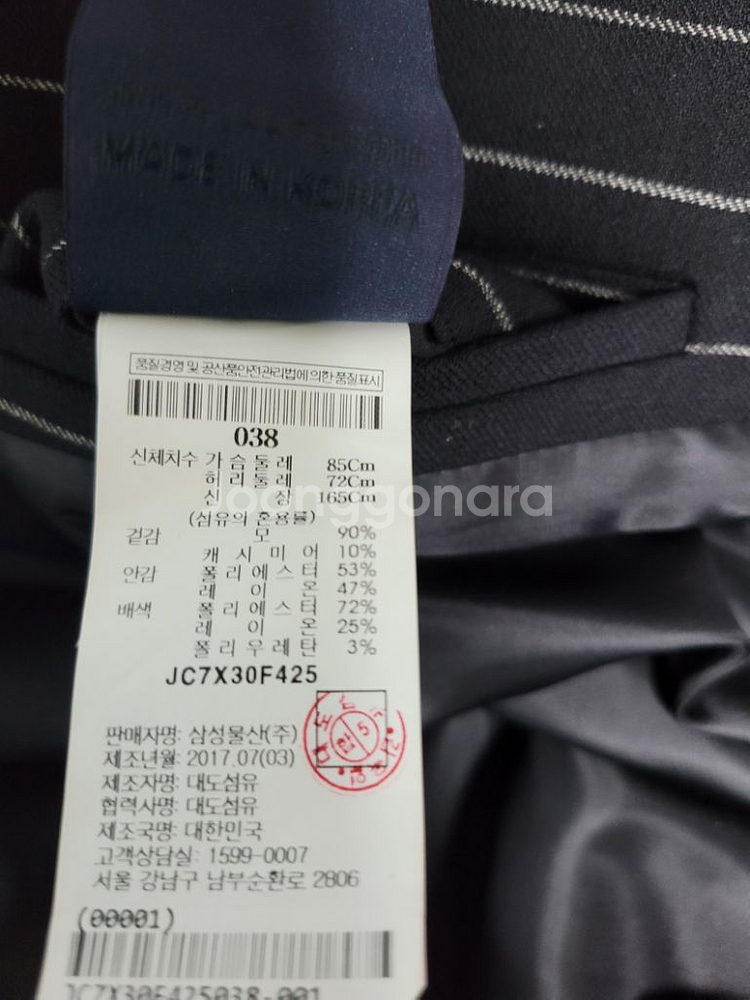 MADE IN KOREA
품질경영 및 공산품안전관리법에 의한 품질표시
038
신체치수 가슴둘레 85Cm
허리둘레 72Cm
신 장 165Cm
joonggonara
(섬유의 혼용률)
겉감 모 90%
캐시미어 10%
안감 폴리에스터 53%
레이온 47%
배색 폴리에스터 72%
레이온 25%
폴리우레탄 3%
JC7X30F425
판매자명: 삼성물산(주)
제조년월: 2017.07(03)
제조자명: 대도섬유
협력사명: 대도섬유
제조국명: 대한민국
고객상담실: 1599-0007
서울 강남구 남부순환로 2806
(00001)
JC7X30F425038-001